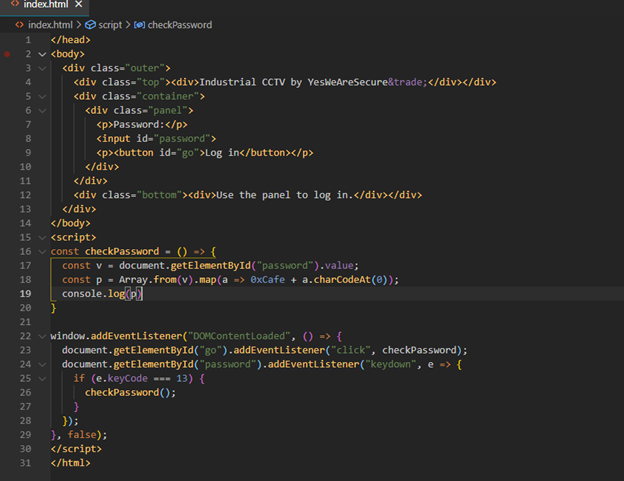 index.html
index.html > script > checkPassword
1 </head>
2 <body>
3 <div class="outer">
4 <div class="top"><div>Industrial CCTV by YesWeAreSecure&trade;</div></div>
5 <div class="container">
6 <div class="panel">
7 <p>Password:</p>
8 <input id="password">
9 <p><button id="go">Log in</button></p>
10 </div>
11 </div>
12 <div class="bottom"><div>Use the panel to log in.</div></div>
13 </div>
14 </body>
15 <script>
16 const checkPassword = () => {
17 const v = document.getElementById("password").value;
18 const p = Array.from(v).map(a => 0xCafe + a.charCodeAt(0));
19 console.log(p)
20 }
21
22 window.addEventListener("DOMContentLoaded", () => {
23 document.getElementById("go").addEventListener("click", checkPassword);
24 document.getElementById("password").addEventListener("keydown", e => {
25 if (e.keyCode === 13) {
26 checkPassword();
27 }
28 });
29 }, false);
30 </script>
31 </html>